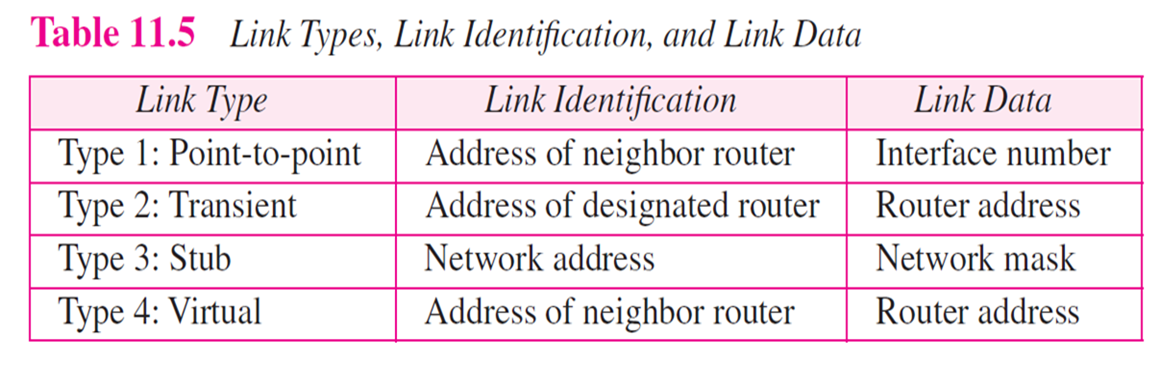 Table 11.5 Link Types, Link Identification, and Link Data
Link Type Link Identification Link Data
Type 1: Point-to-point Address of neighbor router Interface number
Type 2: Transient Address of designated router Router address
Type 3: Stub Network address Network mask
Type 4: Virtual Address of neighbor router Router address